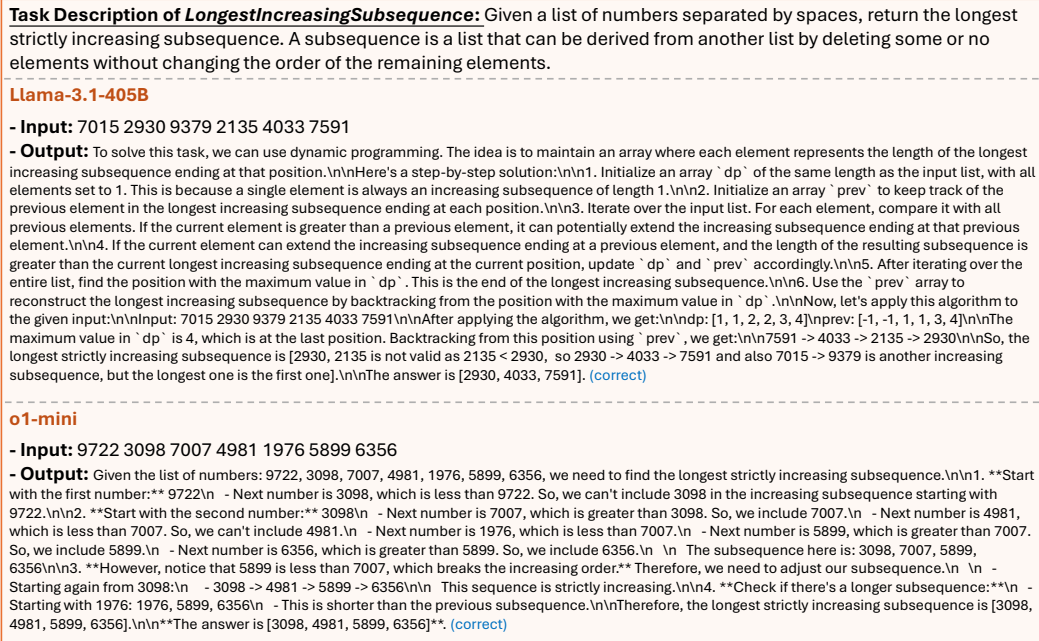 Task Description of LongestIncreasingSubsequence: Given a list of numbers separated by spaces, return the longest
strictly increasing subsequence. A subsequence is a list that can be derived from another list by deleting some or no
elements without changing the order of the remaining elements.
Llama-3.1-405B
- Input: 7015 2930 9379 2135 4033 7591
- Output: To solve this task, we can use dynamic programming. The idea is to maintain an array where each element represents the length of the longest
increasing subsequence ending at that position.\n\nHere's a step-by-step solution:\n\n1. Initialize an array `dp` of the same length as the input list, with all
elements set to 1. This is because a single element is always an increasing subsequence of length 1.\n\n2. Initialize an array `prev` to keep track of the
previous element in the longest increasing subsequence ending at each position.\n\n3. Iterate over the input list. For each element, compare it with all
previous elements. If the current element is greater than a previous element, it can potentially extend the increasing subsequence ending at that previous
element.\n\n4. If the current element can extend the increasing subsequence ending at a previous element, and the length of the resulting subsequence is
greater than the current longest increasing subsequence ending at the current position, update `dp` and `prev` accordingly.\n\n5. After iterating over the
entire list, find the position with the maximum value in `dp`. This is the end of the longest increasing subsequence.\n\n6. Use the `prev` array to
reconstruct the longest increasing subsequence by backtracking from the position with the maximum value in `dp`.\n\nNow, let's apply this algorithm to
the given input:\n\nInput: 7015 2930 9379 2135 4033 7591\n\nAfter applying the algorithm, we get:\n\ndp: [1, 1, 2, 2, 3, 4]\nprev: [-1, -1, 1, 1, 3, 4]\n\nThe
maximum value in `dp` is 4, which is at the last position. Backtracking from this position using `prev`, we get:\n\n7591 -> 4033 -> 2135 -> 2930\n\nSo, the
longest strictly increasing subsequence is [2930, 2135 is not valid as 2135 < 2930, so 2930 -> 4033 -> 7591 and also 7015 -> 9379 is another increasing
subsequence, but the longest one is the first one].\n\nThe answer is [2930, 4033, 7591]. (correct)
o1-mini
- Input: 9722 3098 7007 4981 1976 5899 6356
- Output: Given the list of numbers: 9722, 3098, 7007, 4981, 1976, 5899, 6356, we need to find the longest strictly increasing subsequence.\n\n1. **Start
with the first number:** 9722\n - Next number is 3098, which is less than 9722. So, we can't include 3098 in the increasing subsequence starting with
9722.\n\n2. **Start with the second number:** 3098\n - Next number is 7007, which is greater than 3098. So, we include 7007.\n - Next number is 4981,
which is less than 7007. So, we can't include 4981.\n - Next number is 1976, which is less than 7007.\n - Next number is 5899, which is greater than 7007.
So, we include 5899.\n - Next number is 6356, which is greater than 5899. So, we include 6356.\n \n The subsequence here is: 3098, 7007, 5899,
6356\n\n3. **However, notice that 5899 is less than 7007, which breaks the increasing order.** Therefore, we need to adjust our subsequence.\n \n -
Starting again from 3098:\n - 3098 -> 4981 -> 5899 -> 6356\n\n This sequence is strictly increasing.\n\n4. **Check if there's a longer subsequence:**\n -
Starting with 1976: 1976, 5899, 6356\n - This is shorter than the previous subsequence.\n\nTherefore, the longest strictly increasing subsequence is [3098,
4981, 5899, 6356].\n\n**The answer is [3098, 4981, 5899, 6356]**. (correct)